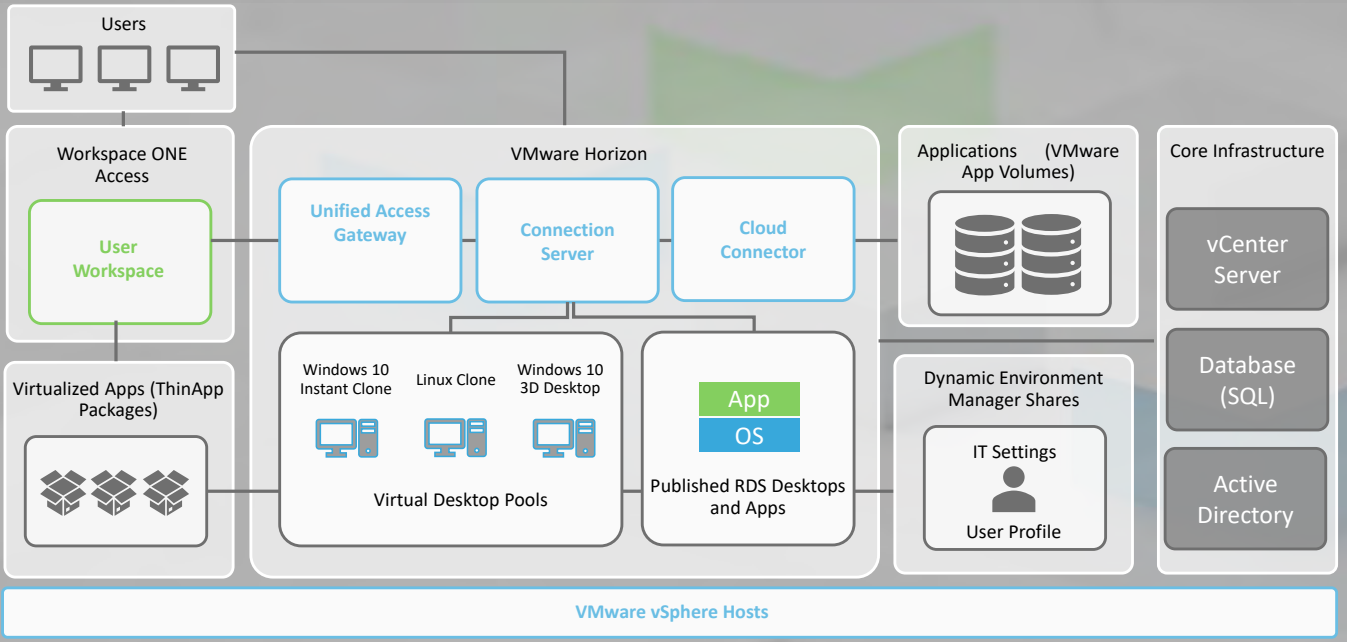 Users
Workspace ONE
Access
User
Workspace
Virtualized Apps (ThinApp
Packages)
VMware Horizon
Unified Access
Gateway
Connection
Server
Cloud
Connector
Windows 10
Instant Clone
Linux Clone
Windows 10
3D Desktop
Virtual Desktop Pools
App
OS
Published RDS Desktops
and Apps
Applications (VMware
App Volumes)
Dynamic Environment
Manager Shares
IT Settings
User Profile
Core Infrastructure
vCenter
Server
Database
(SQL)
Active
Directory
VMware vSphere Hosts